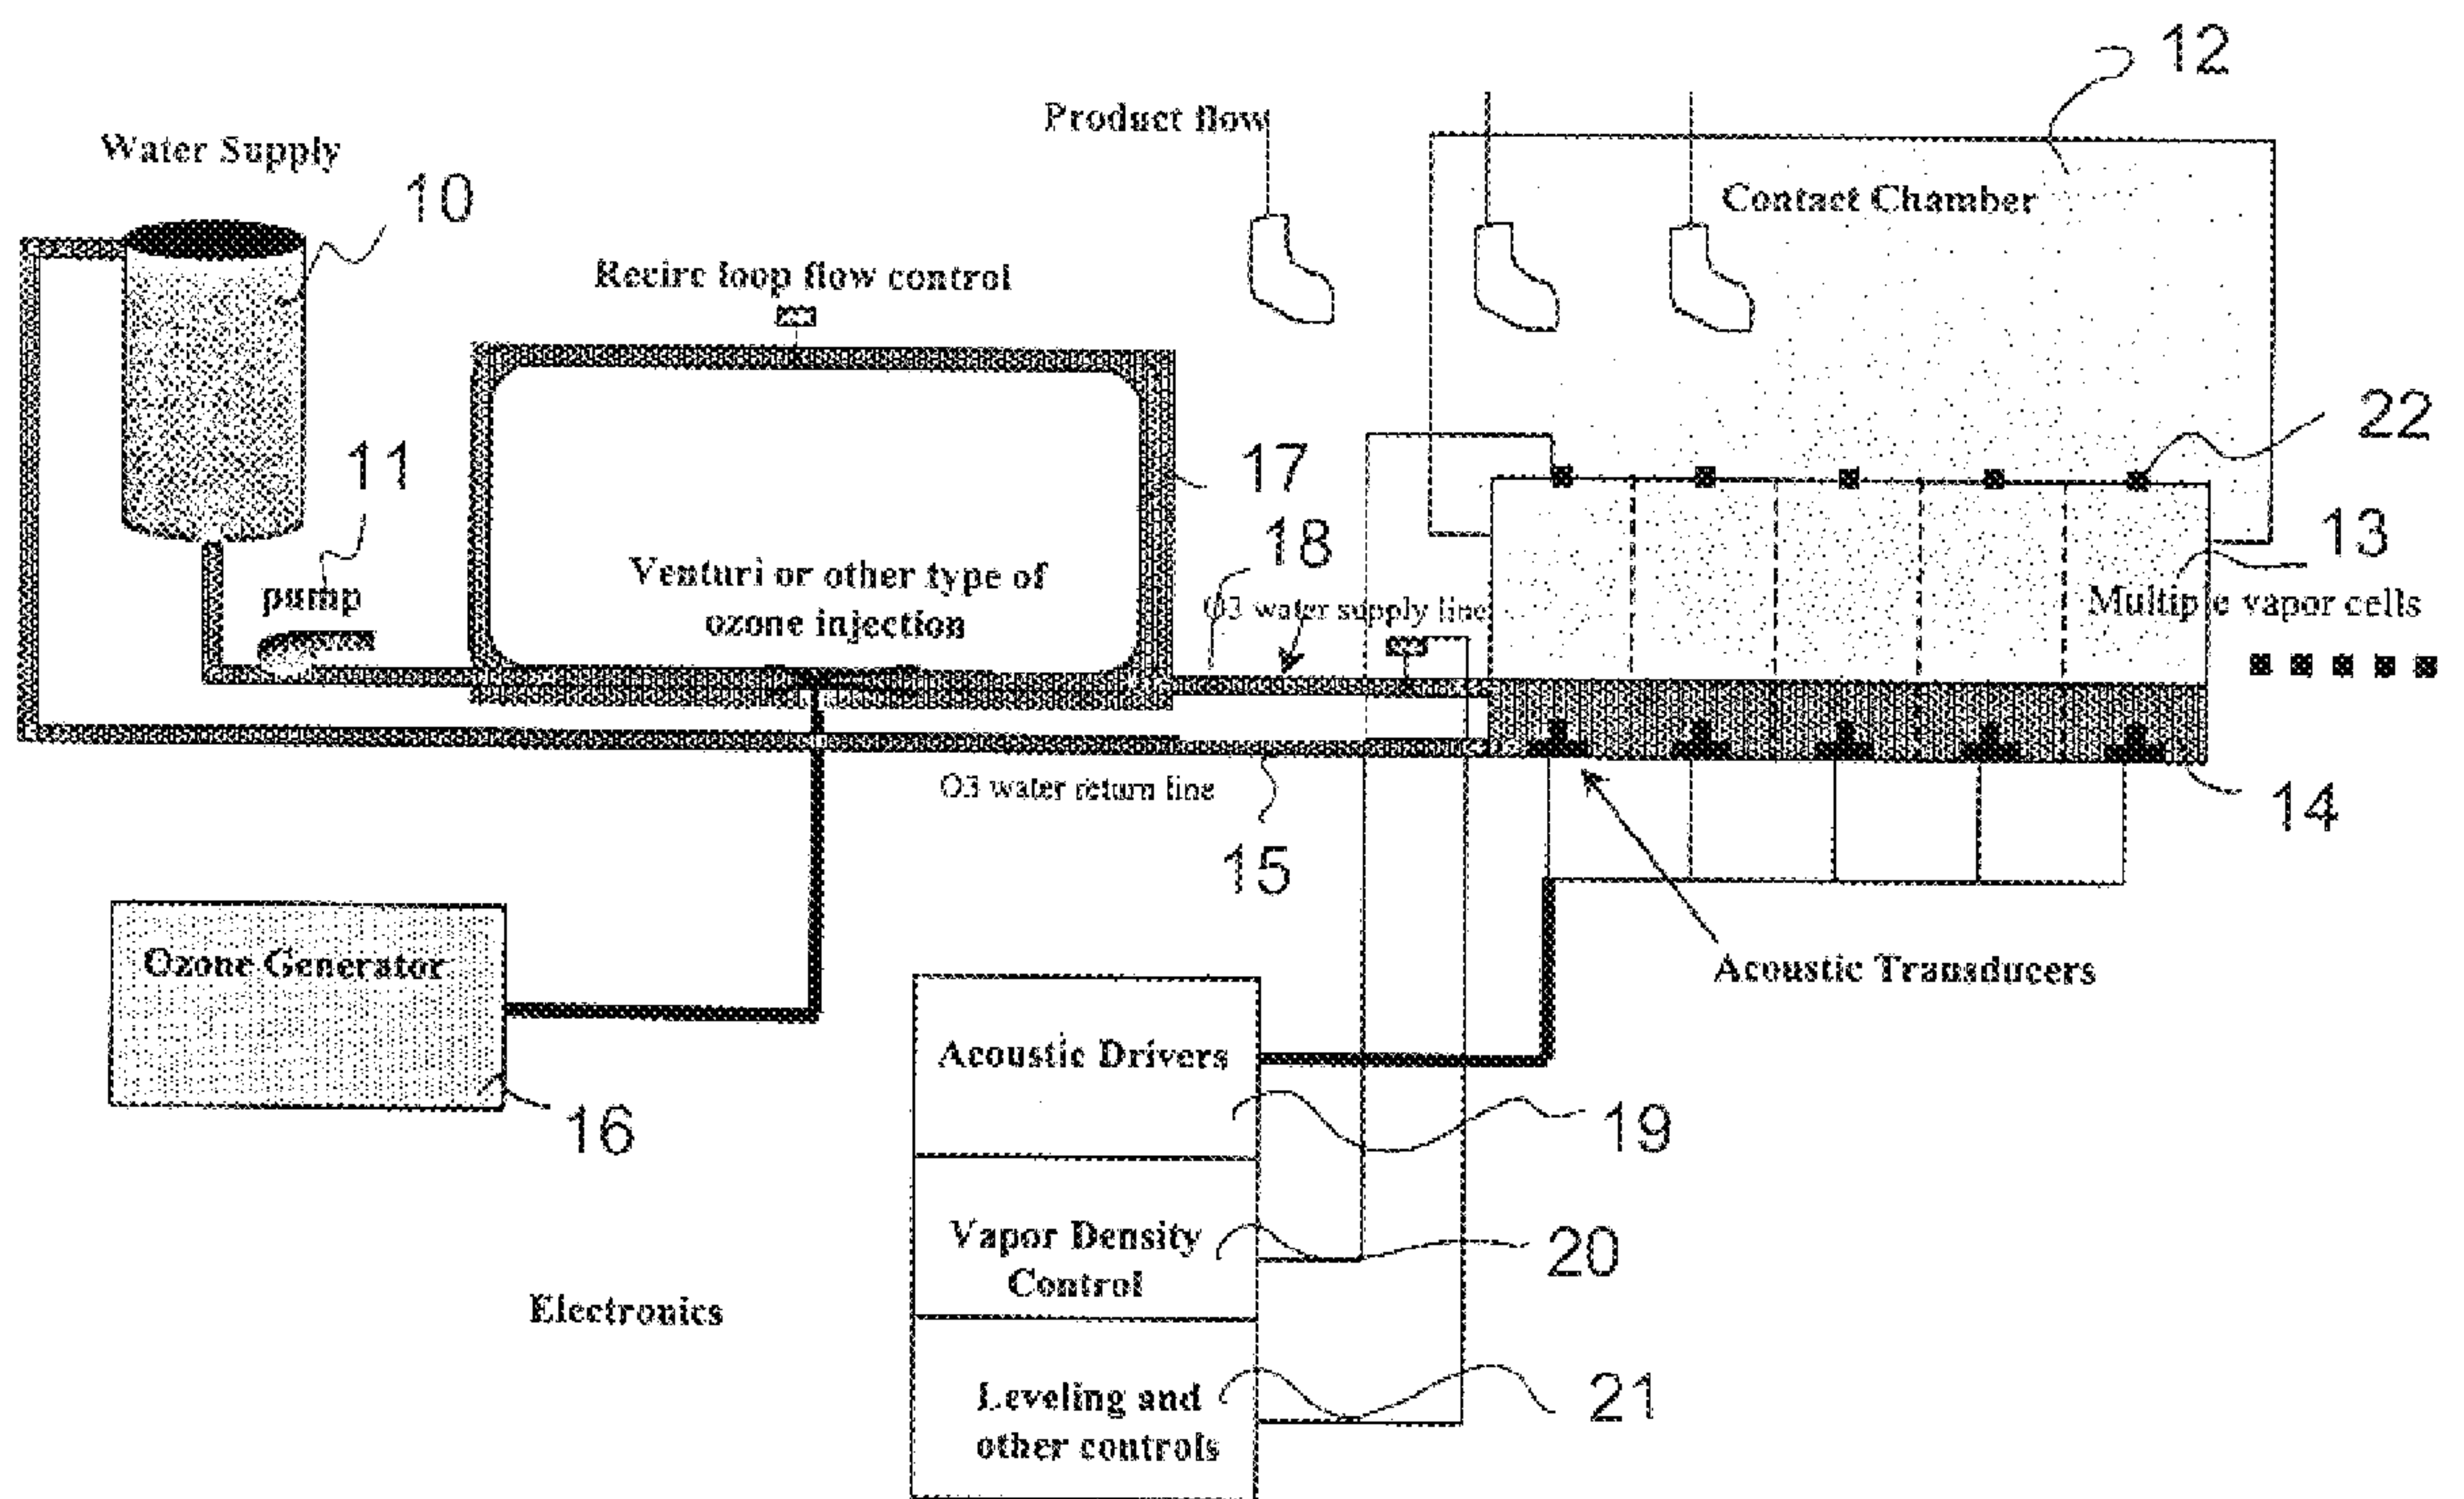 12
Product flow
Water Supply
10
Contact Chamber
Recirc loop flow control
22
11
17
13
18
Venturi or other type of
ozone injection
pump
O3 water supply line
Multiple vapor cells
O3 water return line
14
15
Ozone Generator
Acoustic Transducers
Acoustic Drivers
16
19
Vapor Density
Control
20
Electronics
Leveling and
other controls
21